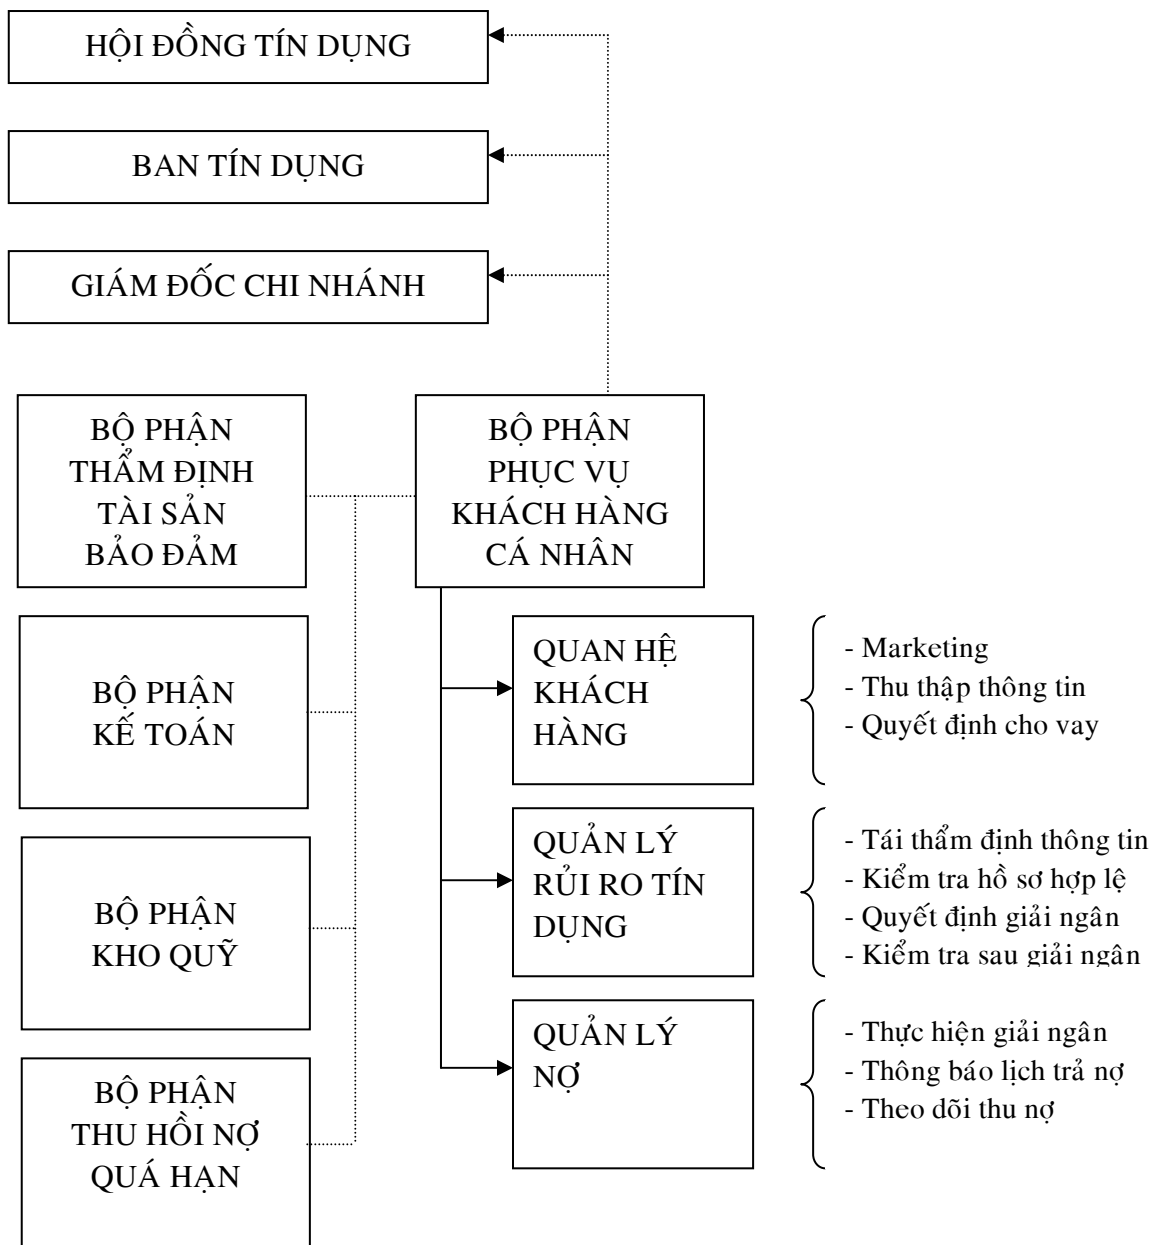 HỘI ĐỒNG TÍN DỤNG
BAN TÍN DỤNG
GIÁM ĐỐC CHI NHÁNH
BỘ PHẬN
THẨM ĐỊNH
TÀI SẢN
BẢO ĐẢM
BỘ PHẬN
PHỤC VỤ
KHÁCH HÀNG
CÁ NHÂN
BỘ PHẬN
KẾ TOÁN
QUAN HỆ
KHÁCH
HÀNG
- Marketing
- Thu thập thông tin
- Quyết định cho vay
BỘ PHẬN
KHO QUỸ
QUẢN LÝ
RỦI RO TÍN
DỤNG
- Tái thẩm định thông tin
- Kiểm tra hồ sơ hợp lệ
- Quyết định giải ngân
- Kiểm tra sau giải ngân
BỘ PHẬN
THU HỒI NỢ
QUÁ HẠN
QUẢN LÝ
NỢ
- Thực hiện giải ngân
- Thông báo lịch trả nợ
- Theo dõi thu nợ